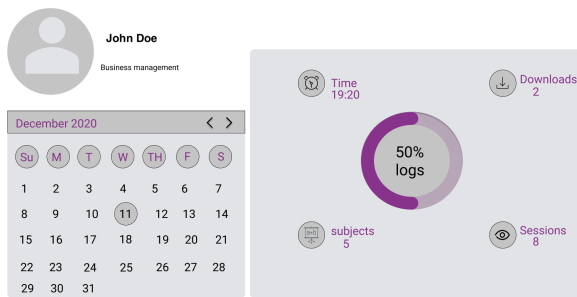 John Doe
Business management
December 2020
Su M T W TH F S
1 2 3 4 5 6 7
8 9 10 11 12 13 14
15 16 17 18 19 20 21
22 23 24 25 26 27 28
29 30 31
Time
19:20
Downloads
2
50%
logs
subjects
5
Sessions
8